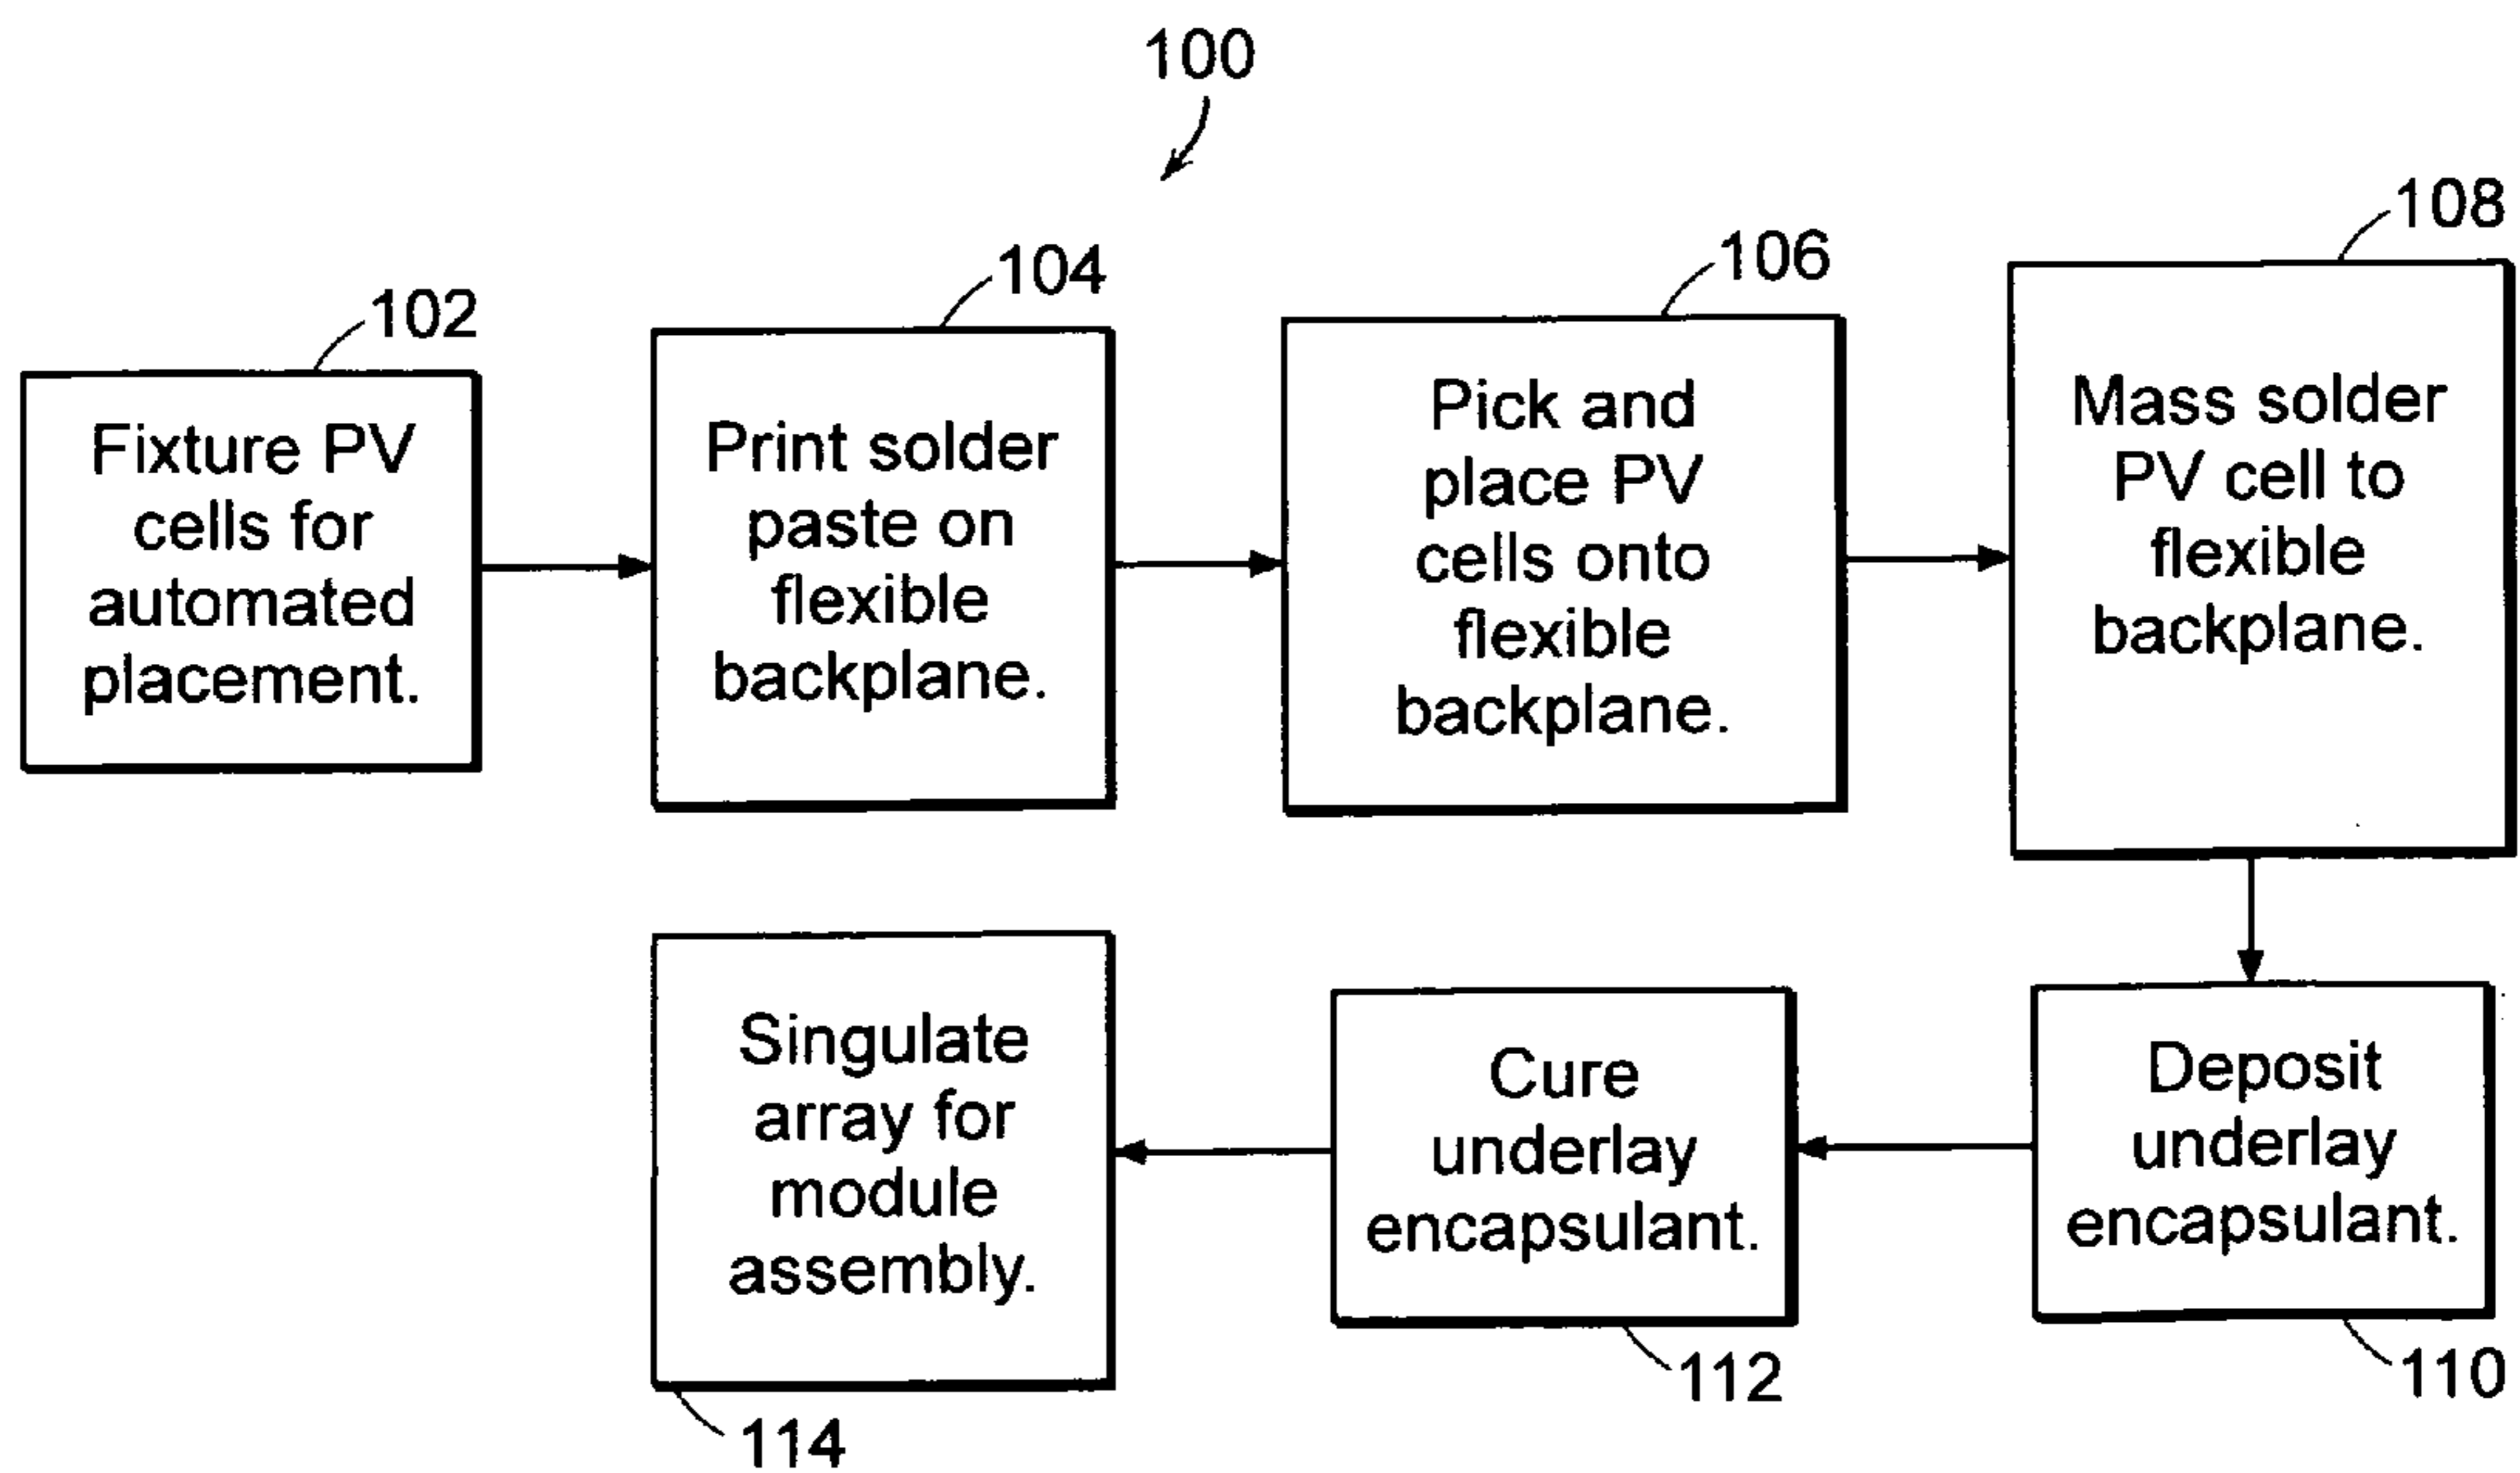 100
102
Fixture PV
cells for
automated
placement.
104
Print solder
paste on
flexible
backplane.
106
Pick and
place PV
cells onto
flexible
backplane.
108
Mass solder
PV cell to
flexible
backplane.
Deposit
underlay
encapsulant.
110
Cure
underlay
encapsulant.
112
Singulate
array for
module
assembly.
114